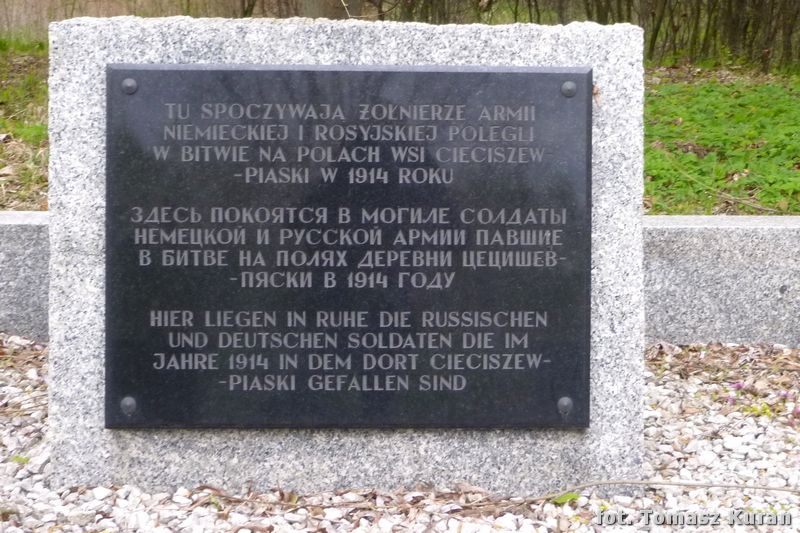 TU SPOCZYWAJĄ ŻOŁNIERZE ARMII
NIEMIECKIEJ I ROSYJSKIEJ POLEGLI
W BITWIE NA POLACH WSI CIECISZEW-
-PIASKI W 1914 ROKU
ЗДЕСЬ ПОКОЯТСЯ В МОГИЛЕ СОЛДАТЫ
НЕМЕЦКОЙ И РУССКОЙ АРМИИ ПАВШИЕ
В БИТВЕ НА ПОЛЯХ ДЕРЕВНИ ЦЕЦИШЕВ-
-ПЯСКИ В 1914 ГОДУ
HIER LIEGEN IN RUHE DIE RUSSISCHEN
UND DEUTSCHEN SOLDATEN DIE IM
JAHRE 1914 IN DEM DORT CIECISZEW-
-PIASKI GEFALLEN SIND
fot. Tomasz Kuran